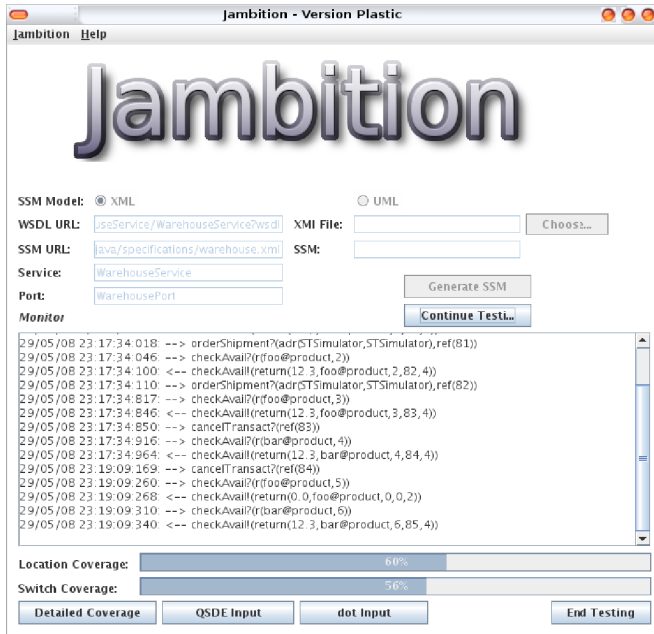 Jambition - Version Plastic
Jambition Help
Jambition
SSM Model: XML UML
WSDL URL: useService/WarehouseService?wsdl XMI File: Choose...
SSM URL: java/specifications/warehouse.xml SSM:
Service: WarehouseService Generate SSM
Port: WarehousePort
Monitor Continue Testi...
29/05/08 23:17:34:018: --> orderShipment?(adr(STSimulator,STSimulator),ref(81))
29/05/08 23:17:34:046: --> checkAvail?(r(foo@product,2))
29/05/08 23:17:34:100: <-- checkAvail!(return(12.3,foo@product,2,82,4))
29/05/08 23:17:34:110: --> orderShipment?(adr(STSimulator,STSimulator),ref(82))
29/05/08 23:17:34:817: --> checkAvail?(r(foo@product,3))
29/05/08 23:17:34:846: <-- checkAvail!(return(12.3,foo@product,3,83,4))
29/05/08 23:17:34:850: --> cancelTransact?(ref(83))
29/05/08 23:17:34:916: --> checkAvail?(r(bar@product,4))
29/05/08 23:17:34:964: <-- checkAvail!(return(12.3,bar@product,4,84,4))
29/05/08 23:19:09:169: --> cancelTransact?(ref(84))
29/05/08 23:19:09:260: --> checkAvail?(r(foo@product,5))
29/05/08 23:19:09:268: <-- checkAvail!(return(0.0,foo@product,0,0,2))
29/05/08 23:19:09:310: --> checkAvail?(r(bar@product,6))
29/05/08 23:19:09:340: <-- checkAvail!(return(12.3,bar@product,6,85,4))
Location Coverage: 60%
Switch Coverage: 56%
Detailed Coverage QSDE Input dot Input End Testing